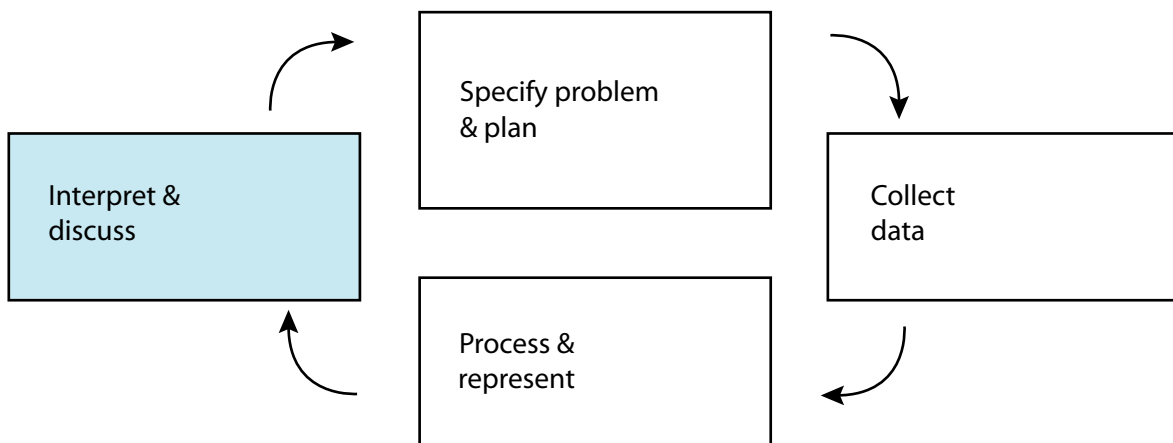 Specify problem
& plan
Interpret &
discuss
Collect
data
Process &
represent